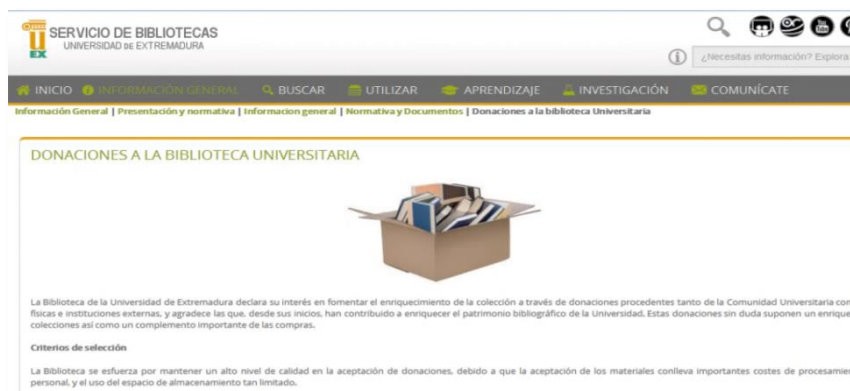 SERVICIO DE BIBLIOTECAS
UNIVERSIDAD DE EXTREMADURA
UEX
¿Necesitas información? Explora
INICIO INFORMACIÓN GENERAL BUSCAR UTILIZAR APRENDIZAJE INVESTIGACIÓN COMUNÍCATE
Información General | Presentación y normativa | Informacion general | Normativa y Documentos | Donaciones a la biblioteca Universitaria
DONACIONES A LA BIBLIOTECA UNIVERSITARIA
La Biblioteca de la Universidad de Extremadura declara su interés en fomentar el enriquecimiento de la colección a través de donaciones procedentes tanto de la Comunidad Universitaria com
físicas e instituciones externas, y agradece las que, desde sus inicios, han contribuido a enriquecer el patrimonio bibliográfico de la Universidad. Estas donaciones sin duda suponen un enrique
colecciones así como un complemento importante de las compras.
Criterios de selección
La Biblioteca se esfuerza por mantener un alto nivel de calidad en la aceptación de donaciones, debido a que la aceptación de los materiales conlleva importantes costes de procesamie
personal, y el uso del espacio de almacenamiento tan limitado.